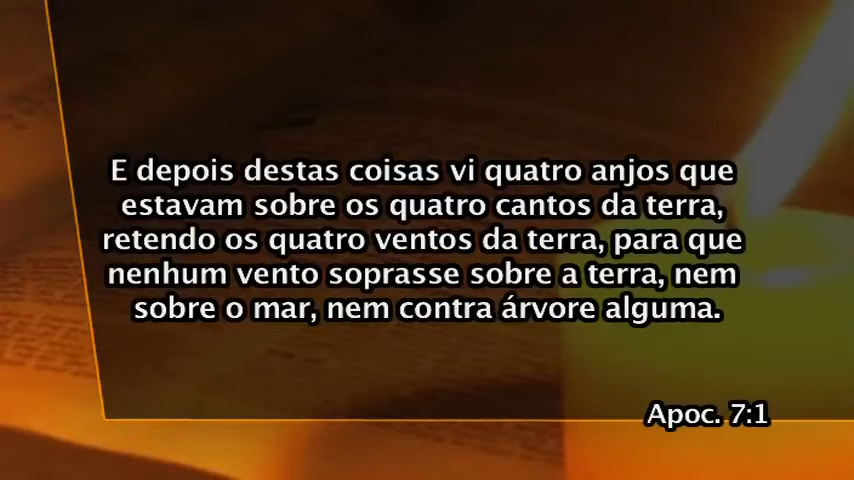 E depois destas coisas vi quatro anjos que
estavam sobre os quatro cantos da terra,
retendo os quatro ventos da terra, para que
nenhum vento soprasse sobre a terra, nem
sobre o mar, nem contra árvore alguma.
Apoc. 7:1